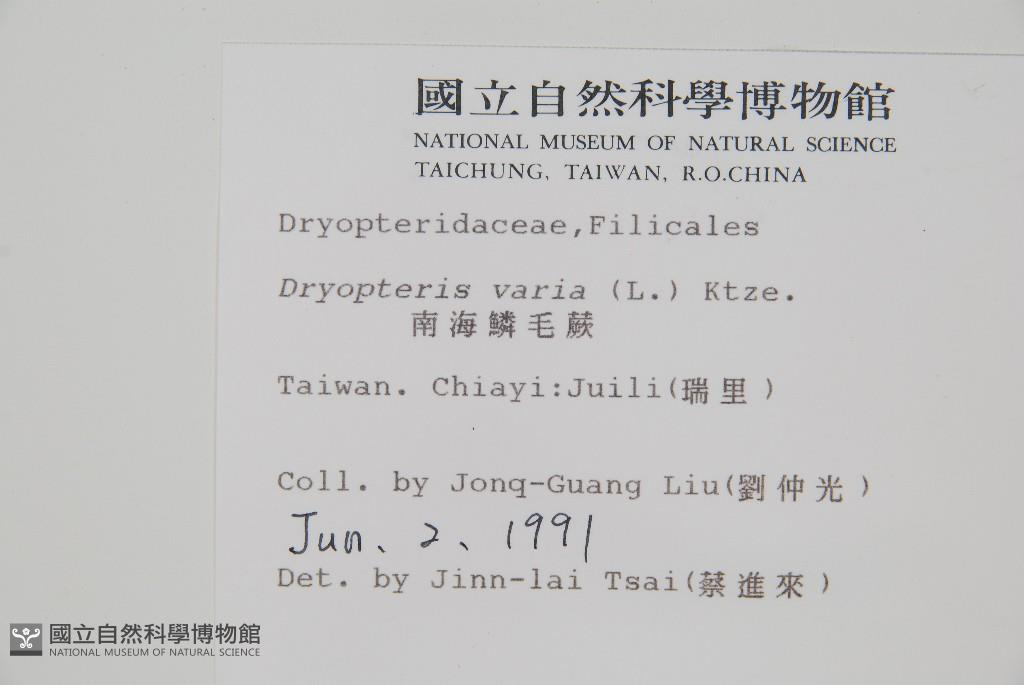 國立自然科學博物館
NATIONAL MUSEUM OF NATURAL SCIENCE
TAICHUNG, TAIWAN, R.O.CHINA
Dryopteridaceae,Filicales
Dryopteris varia (L.) Ktze.
南海鱗毛蕨
Taiwan. Chiayi:Juili(瑞里)
Coll. by Jonq-Guang Liu(劉仲光)
Jun、2、1991
Det. by Jinn-lai Tsai(蔡進來)
國立自然科學博物館
NATIONAL MUSEUM OF NATURAL SCIENCE